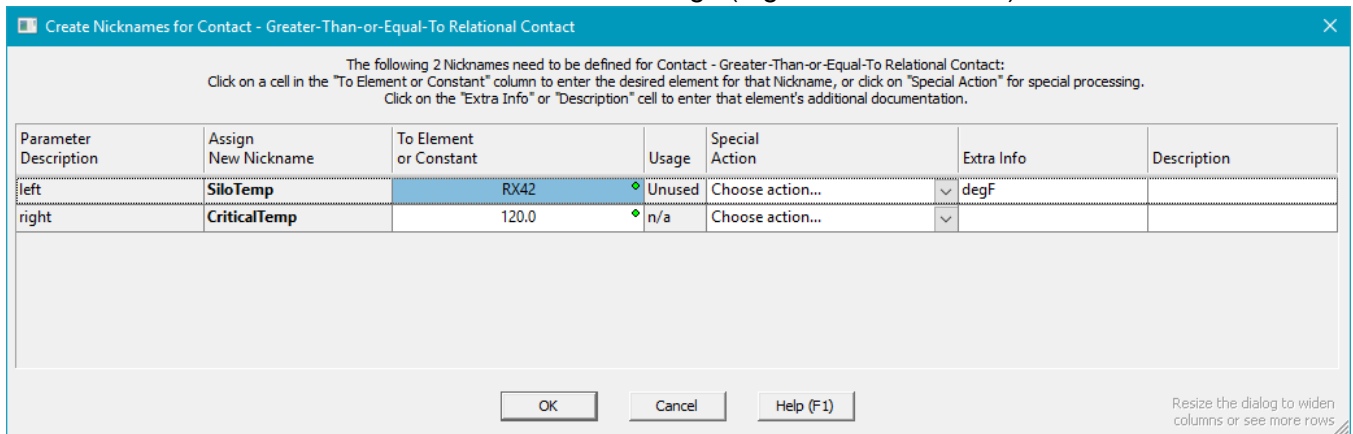 Create Nicknames for Contact - Greater-Than-or-Equal-To Relational Contact
The following 2 Nicknames need to be defined for Contact - Greater-Than-or-Equal-To Relational Contact:
Click on a cell in the "To Element or Constant" column to enter the desired element for that Nickname, or click on "Special Action" for special processing.
Click on the "Extra Info" or "Description" cell to enter that element's additional documentation.
Parameter Assign To Element Special
Description New Nickname or Constant Usage Action Extra Info Description
left SiloTemp RX42 Unused Choose action... degF
right CriticalTemp 120.0 n/a Choose action...
OK Cancel Help (F1)
Resize the dialog to widen
columns or see more rows